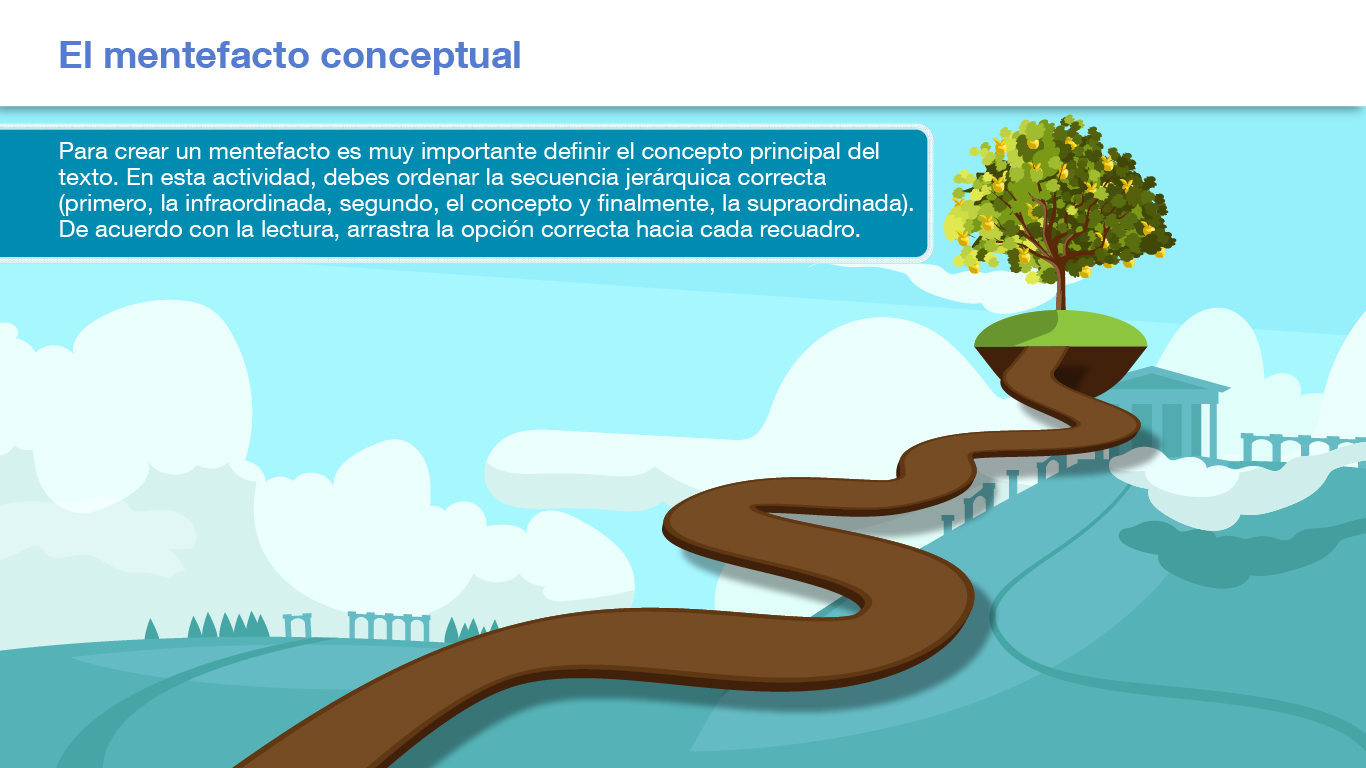 El mentefacto conceptual
Para crear un mentefacto es muy importante definir el concepto principal del
texto. En esta actividad, debes ordenar la secuencia jerárquica correcta
(primero, la infraordinada, segundo, el concepto y finalmente, la supraordinada).
De acuerdo con la lectura, arrastra la opción correcta hacia cada recuadro.